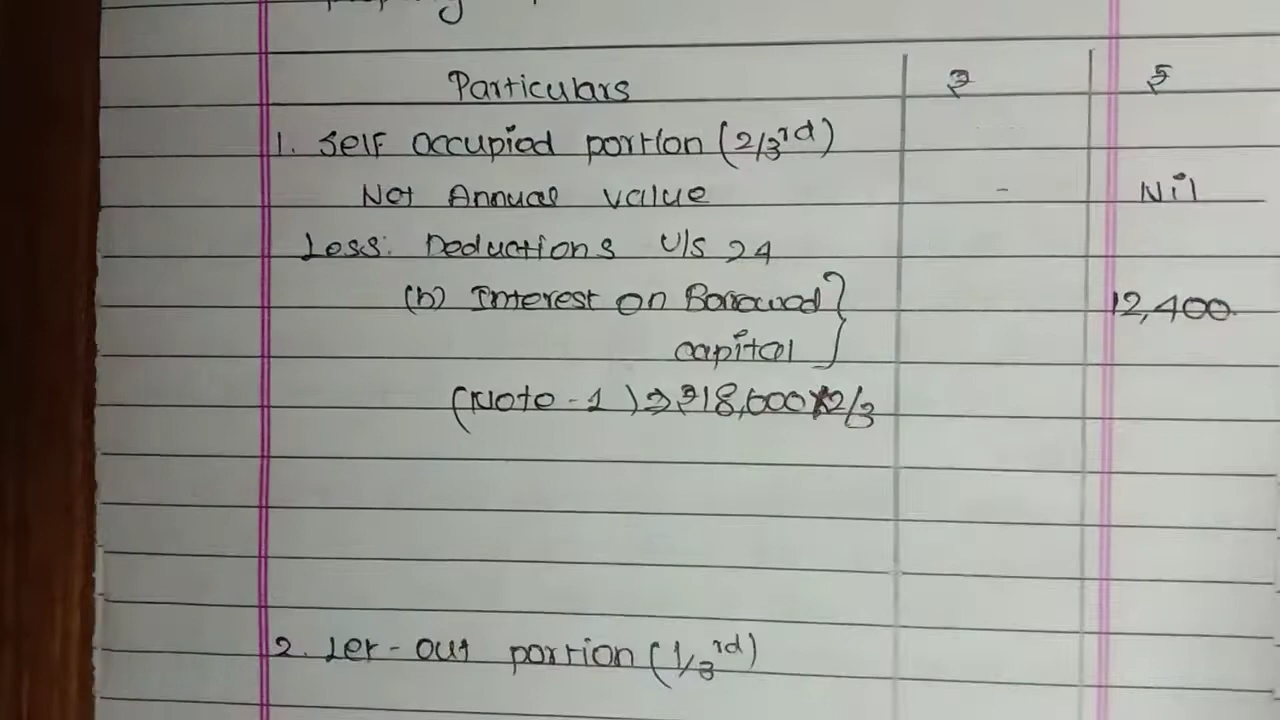 Particulars ₹ ₹
1. Self occupied portion (2/3rd)
Net Annual value - Nil
Less: Deductions U/s 24
(b) Interest on Borrowed } 12,400
capital
(Note - 1) ⇒ ₹18,600 x 2/3
2. Let-out portion (1/3rd)